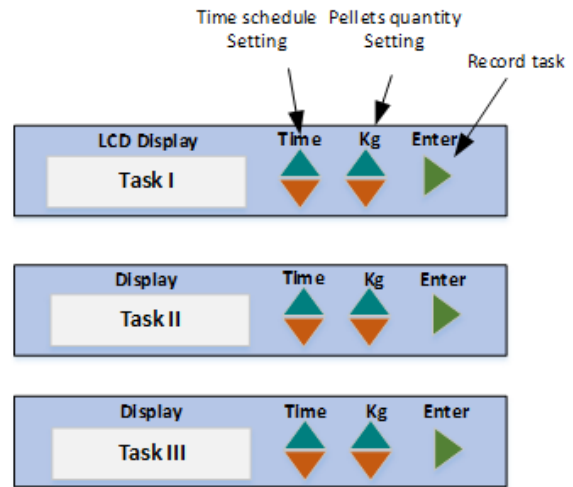 Time schedule Setting
Pellets quantity Setting
Record task
LCD Display Time Kg Enter
Task I
Display Time Kg Enter
Task II
Display Time Kg Enter
Task III